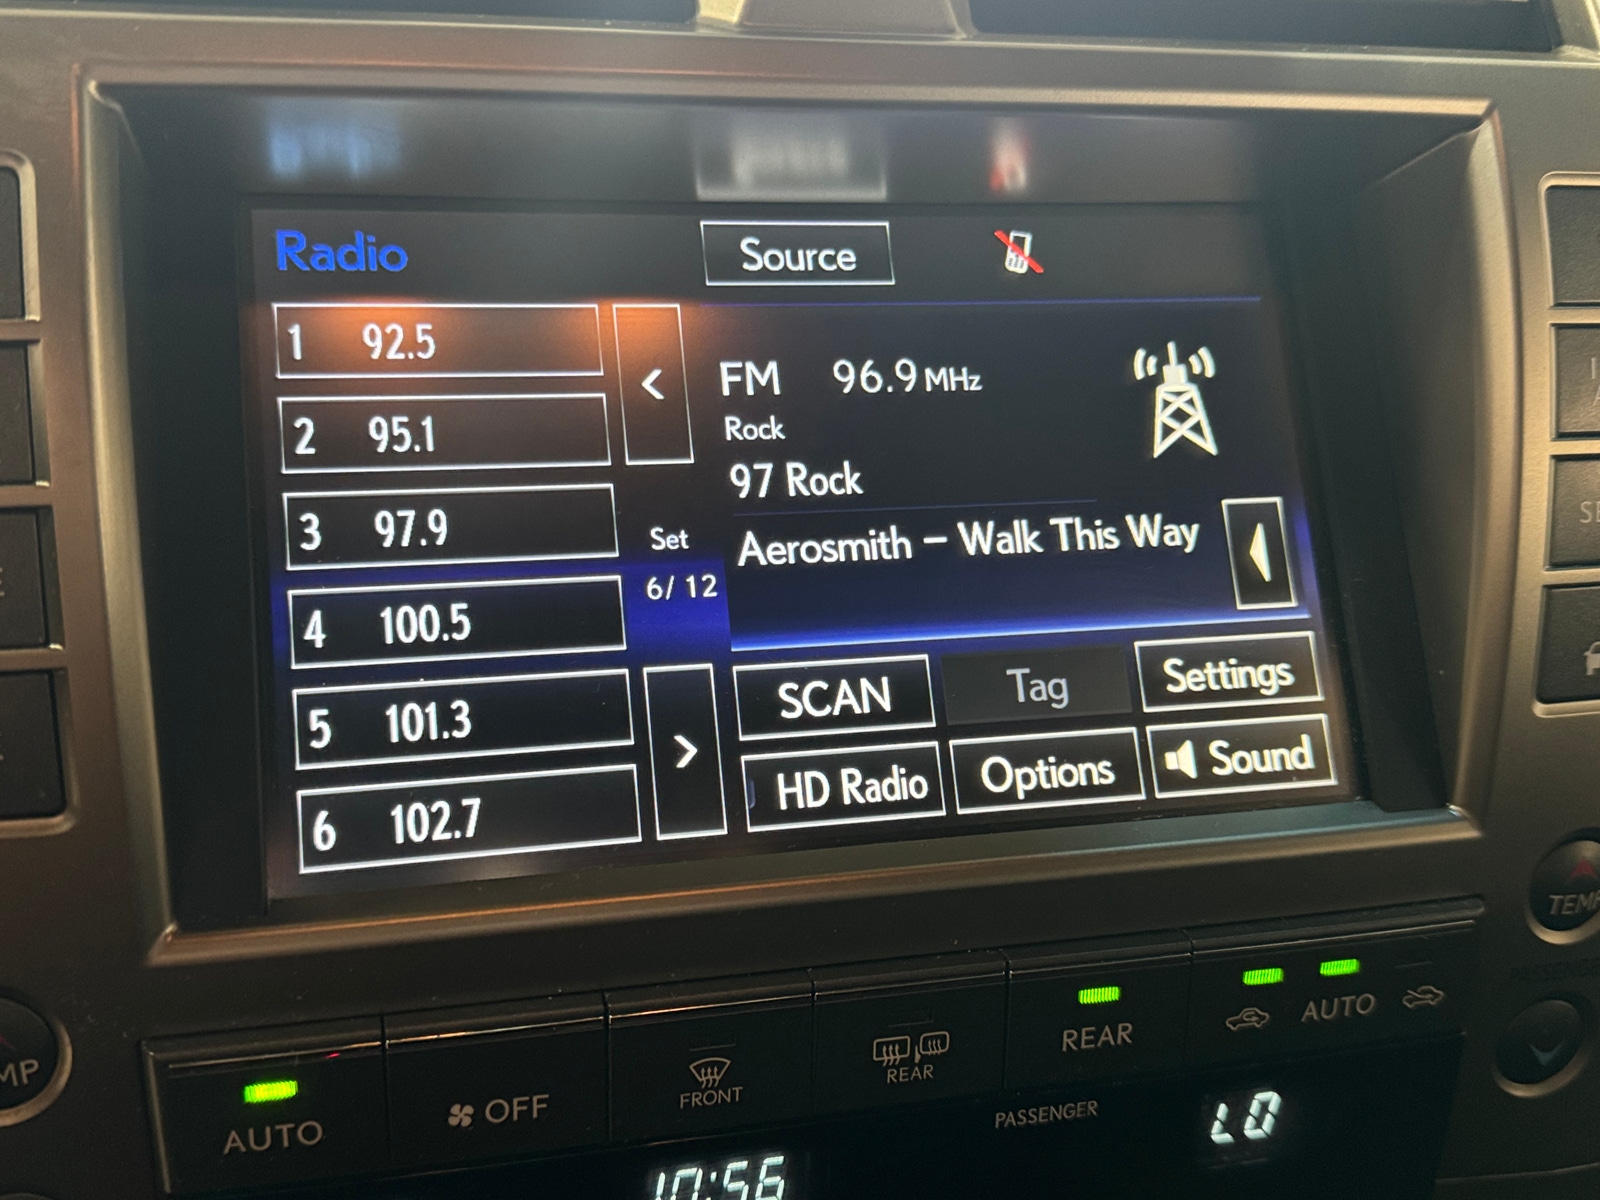 Radio
Source
1 92.5
2 95.1
3 97.9
4 100.5
5 101.3
6 102.7
<
Set
6/ 12
>
FM 96.9 MHz
Rock
97 Rock
Aerosmith - Walk This Way
SCAN
Tag
Settings
HD Radio
Options
Sound
TEMP
AUTO
OFF
FRONT
REAR
REAR
AUTO
PASSENGER
LO
10:56